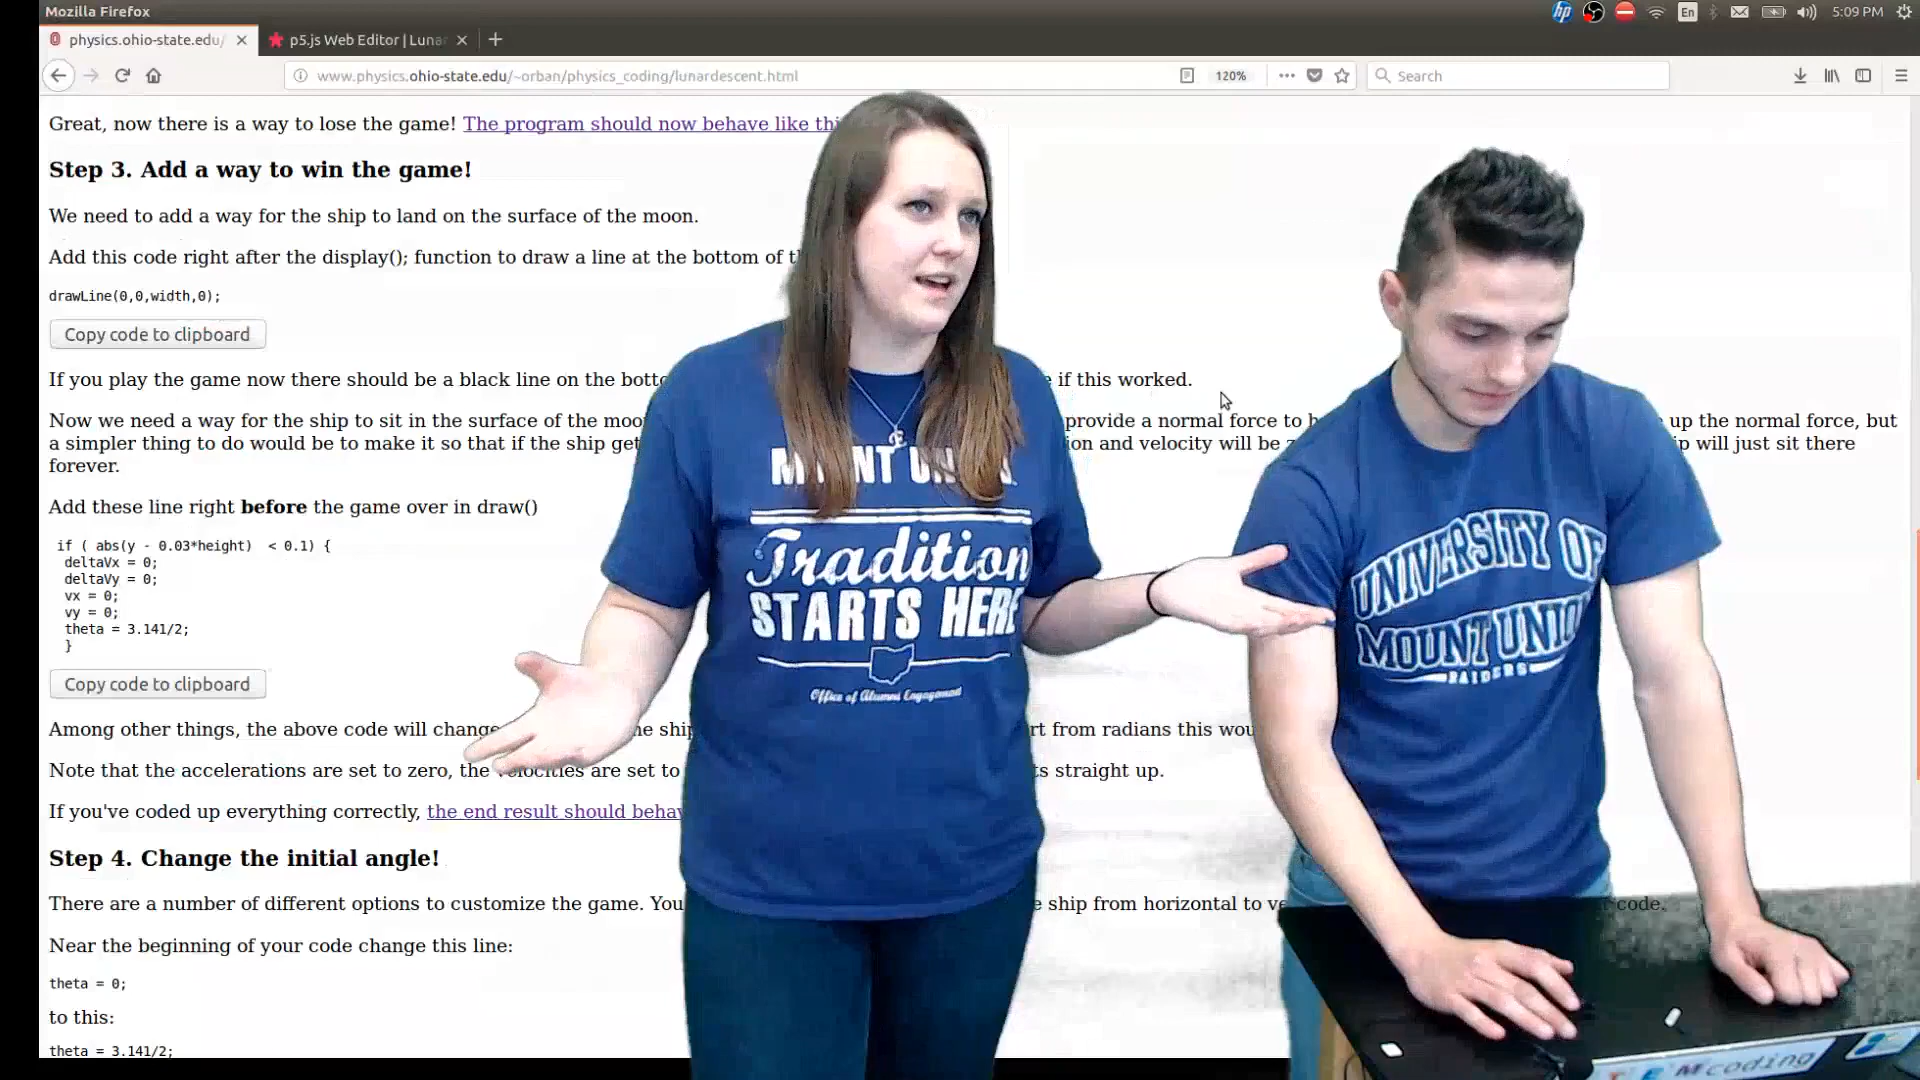 Mozilla Firefox
En
5:09 PM
physics.ohio-state.edu/
p5.js Web Editor | Luna
www.physics.ohio-state.edu/~orban/physics_coding/lunardescent.html
120%
Search
Great, now there is a way to lose the game! The program should now behave like thi
Step 3. Add a way to win the game!
We need to add a way for the ship to land on the surface of the moon.
Add this code right after the display(); function to draw a line at the bottom of
drawLine(0,0,width,0);
Copy code to clipboard
If you play the game now there should be a black line on the botto if this worked.
Now we need a way for the ship to sit in the surface of the moo provide a normal force to up the normal force, but
a simpler thing to do would be to make it so that if the ship get and velocity will be will just sit there
forever.
Add these line right before the game over in draw()
if ( abs(y - 0.03*height)  < 0.1) {
deltaVx = 0;
deltaVy = 0;
vx = 0;
vy = 0;
theta = 3.141/2;
}
Copy code to clipboard
Among other things, the above code will change ship from radians this wou
Note that the accelerations are set to zero, the velocities are set to straight up.
If you've coded up everything correctly, the end result should behav
Step 4. Change the initial angle!
There are a number of different options to customize the game. You ship from horizontal to ve code.
Near the beginning of your code change this line:
theta = 0;
to this:
theta = 3.141/2;
MOUNT UN
Tradition
STARTS HERE
Office of Alumni Engagement
UNIVERSITY OF
MOUNT UNIO
RAIDERS
coding